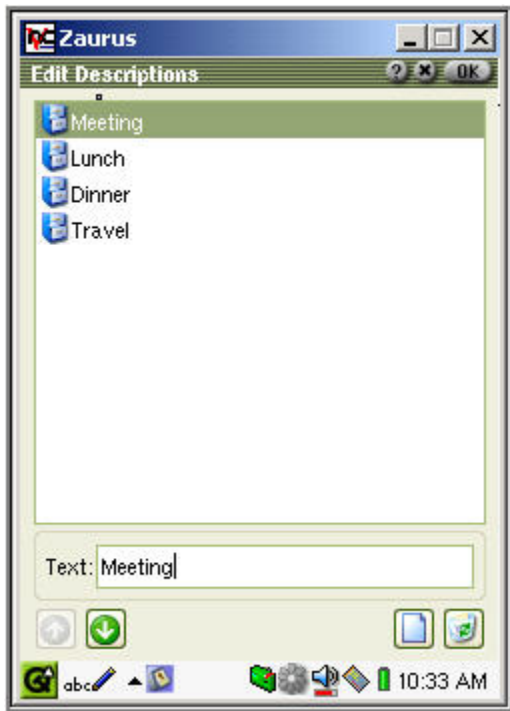 Zaurus
Edit Descriptions
? OK
Meeting
Lunch
Dinner
Travel
Text: Meeting
abc 10:33 AM